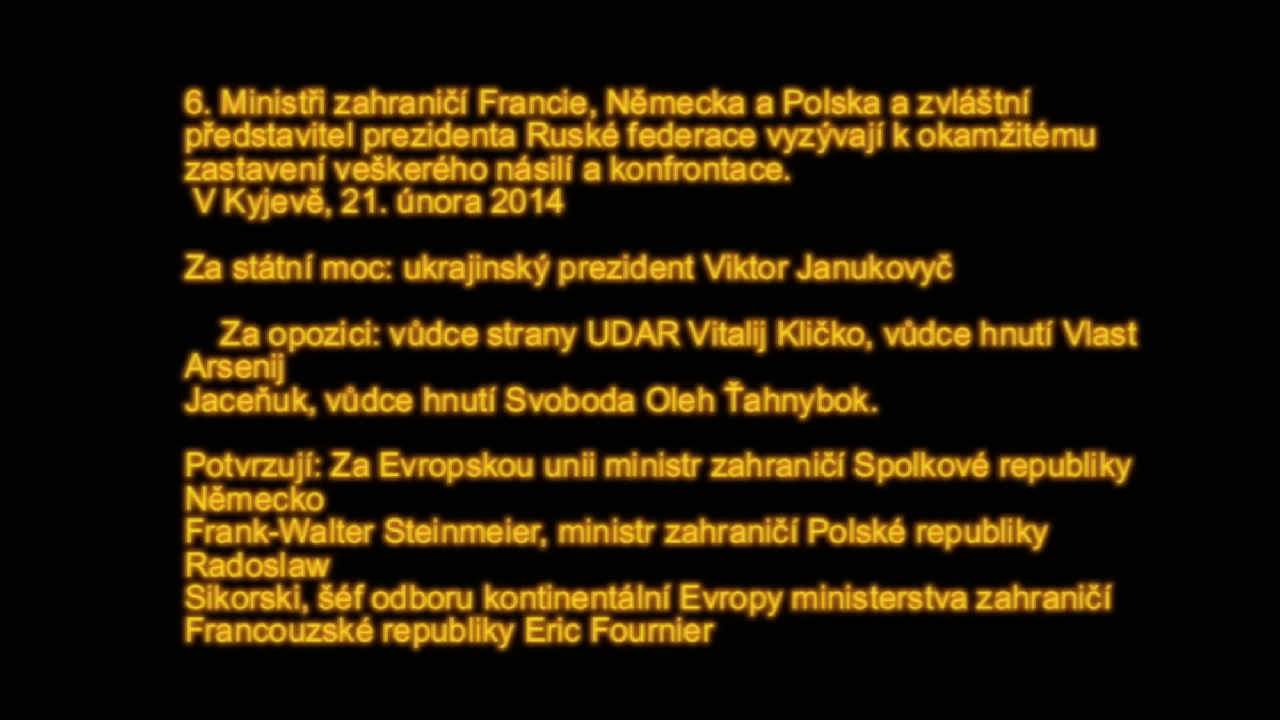 6. Ministři zahraničí Francie, Německa a Polska a zvláštní
představitel prezidenta Ruské federace vyzývají k okamžitému
zastavení veškerého násilí a konfrontace.
V Kyjevě, 21. února 2014
Za státní moc: ukrajinský prezident Viktor Janukovyč
Za opozici: vůdce strany UDAR Vitalij Kličko, vůdce hnutí Vlast
Arsenij
Jaceňuk, vůdce hnutí Svoboda Oleh Ťahnybok.
Potvrzují: Za Evropskou unii ministr zahraničí Spolkové republiky
Německo
Frank-Walter Steinmeier, ministr zahraničí Polské republiky
Radoslaw
Sikorski, šéf odboru kontinentální Evropy ministerstva zahraničí
Francouzské republiky Eric Fournier